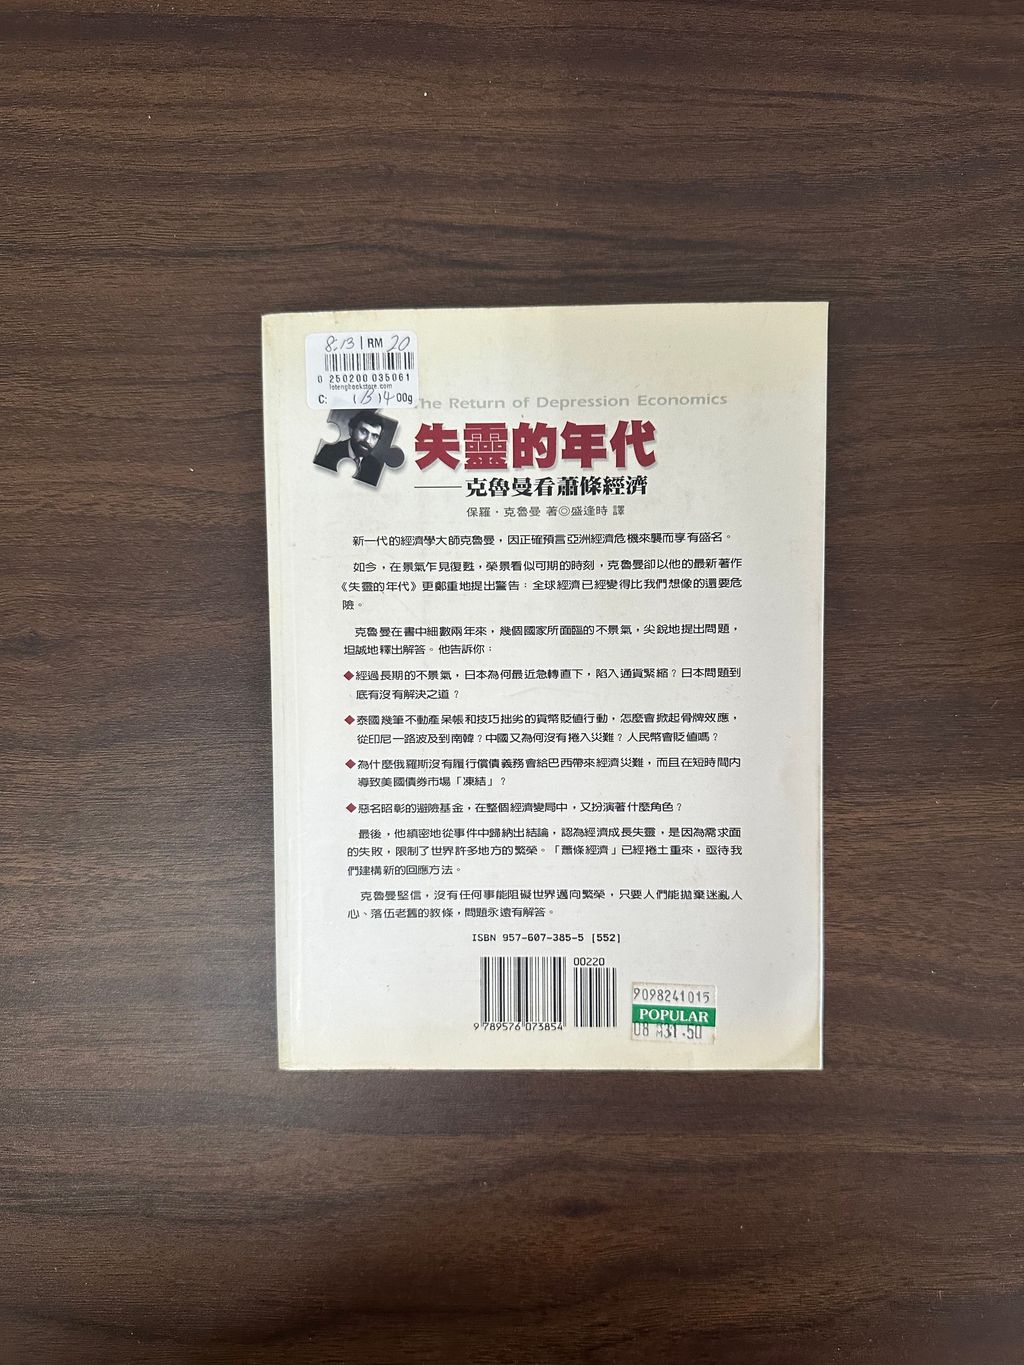 RM 20
0 250200 035061
lotengbookstore.com
C: 400g
The Return of Depression Economics
失靈的年代
——克魯曼看蕭條經濟
保羅・克魯曼 著◎盛逢時 譯
新一代的經濟學大師克魯曼，因正確預言亞洲經濟危機來襲而享有盛名。
如今，在景氣乍見復甦，榮景看似可期的時刻，克魯曼卻以他的最新著作
《失靈的年代》更鄭重地提出警告：全球經濟已經變得比我們想像的還要危
險。
克魯曼在書中細數兩年來，幾個國家所面臨的不景氣，尖銳地提出問題，
坦誠地釋出解答。他告訴你：
◆經過長期的不景氣，日本為何最近急轉直下，陷入通貨緊縮？日本問題到
底有沒有解決之道？
◆泰國幾筆不動產呆帳和技巧拙劣的貨幣貶值行動，怎麼會掀起骨牌效應，
從印尼一路波及到南韓？中國又為何沒有捲入災難？人民幣會貶值嗎？
◆為什麼俄羅斯沒有履行償債義務會給巴西帶來經濟災難，而且在短時間內
導致美國債券市場「凍結」？
◆惡名昭彰的避險基金，在整個經濟變局中，又扮演著什麼角色？
最後，他縝密地從事件中歸納出結論，認為經濟成長失靈，是因為需求面
的失敗，限制了世界許多地方的繁榮。「蕭條經濟」已經捲土重來，亟待我
們建構新的回應方法。
克魯曼堅信，沒有任何事能阻礙世界邁向繁榮，只要人們能拋棄迷亂人
心、落伍老舊的教條，問題永遠有解答。
ISBN 957-607-385-5 [552]
00220
9 789576 073854
9098241015
POPULAR
08 M31.50